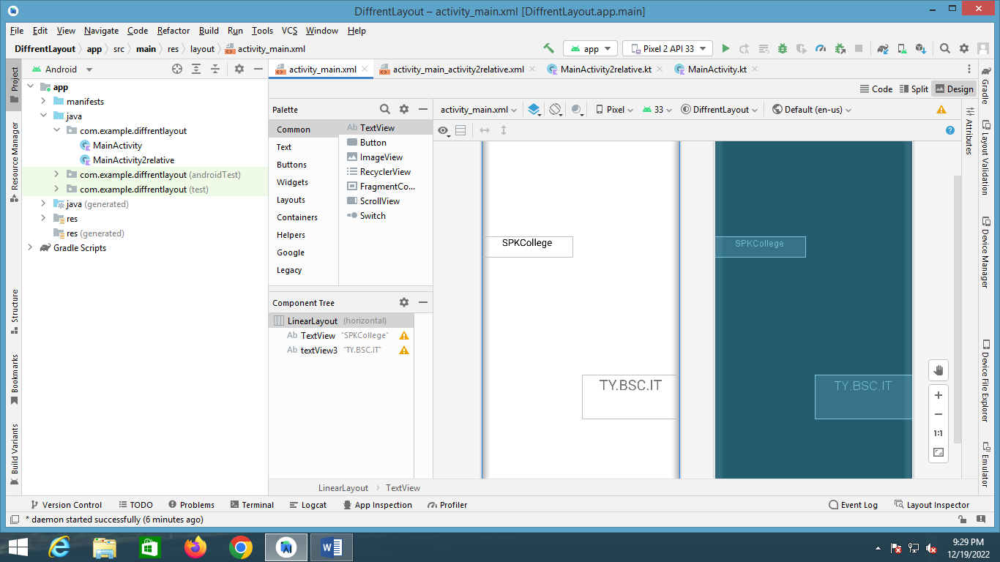 DiffrentLayout – activity_main.xml [DiffrentLayout.app.main]
File Edit View Navigate Code Refactor Build Run Tools VCS Window Help
DiffrentLayout app src main res layout activity_main.xml
app Pixel 2 API 33
Project
Resource Manager
Structure
Bookmarks
Build Variants
Android
app
manifests
java
com.example.diffrentlayout
MainActivity
MainActivity2relative
com.example.diffrentlayout (androidTest)
com.example.diffrentlayout (test)
java (generated)
res
res (generated)
Gradle Scripts
activity_main.xml activity_main_activity2relative.xml MainActivity2relative.kt MainActivity.kt
Code Split Design
Palette
Common
Text
Buttons
Widgets
Layouts
Containers
Helpers
Google
Legacy
Ab TextView
Button
ImageView
RecyclerView
FragmentCo...
ScrollView
Switch
activity_main.xml Pixel 33 DiffrentLayout Default (en-us)
Component Tree
LinearLayout (horizontal)
Ab TextView "SPKCollege"
Ab textView3 "TY.BSC.IT"
SPKCollege
TY.BSC.IT
SPKCollege
TY.BSC.IT
1:1
Attributes
Gradle
Layout Validation
Device Manager
Device File Explorer
Emulator
LinearLayout TextView
Version Control TODO Problems Terminal Logcat App Inspection Profiler Event Log Layout Inspector
* daemon started successfully (6 minutes ago)
9:29 PM
12/19/2022